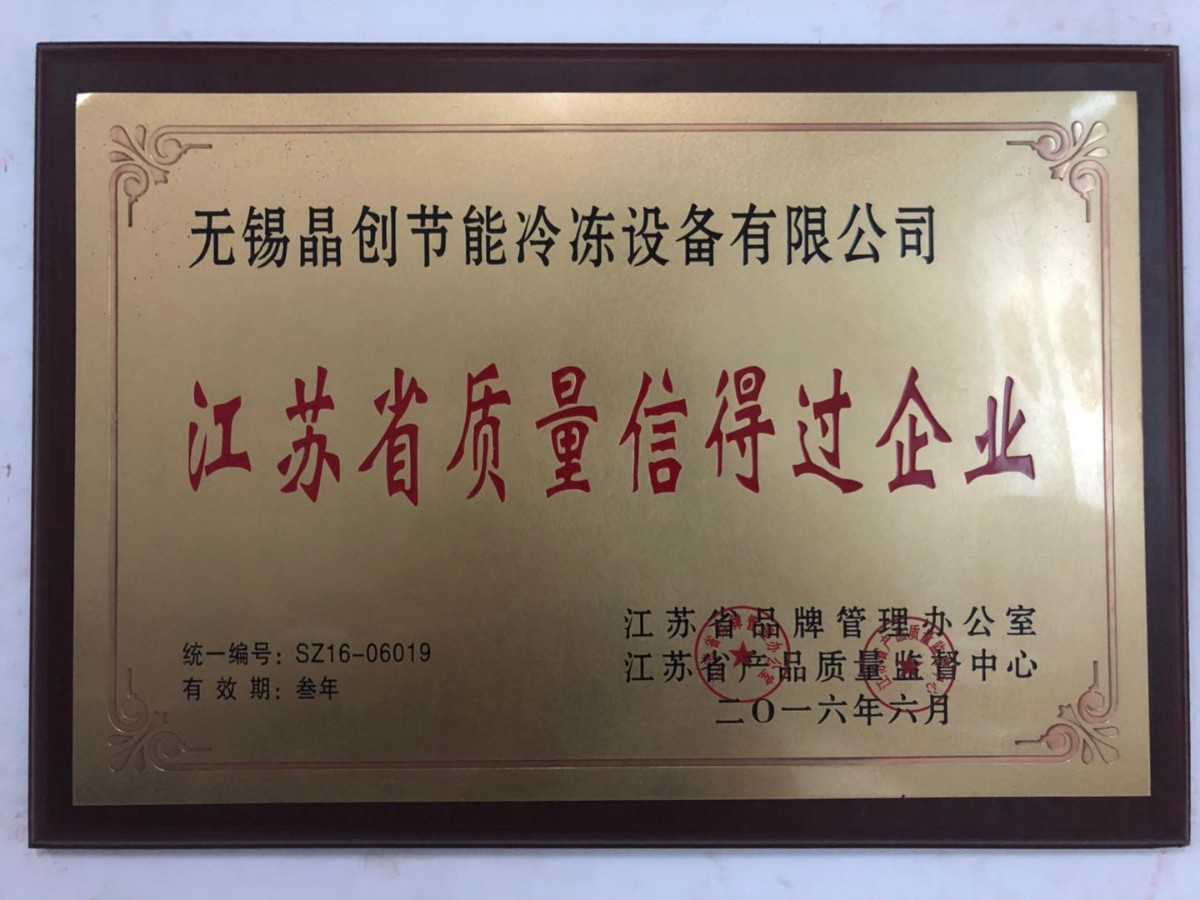 无锡晶创节能冷冻设备有限公司
江苏省质量信得过企业
统一编号：SZ16-06019
有效期：叁年
江苏省品牌管理办公室
江苏省产品质量监督中心
二〇一六年六月